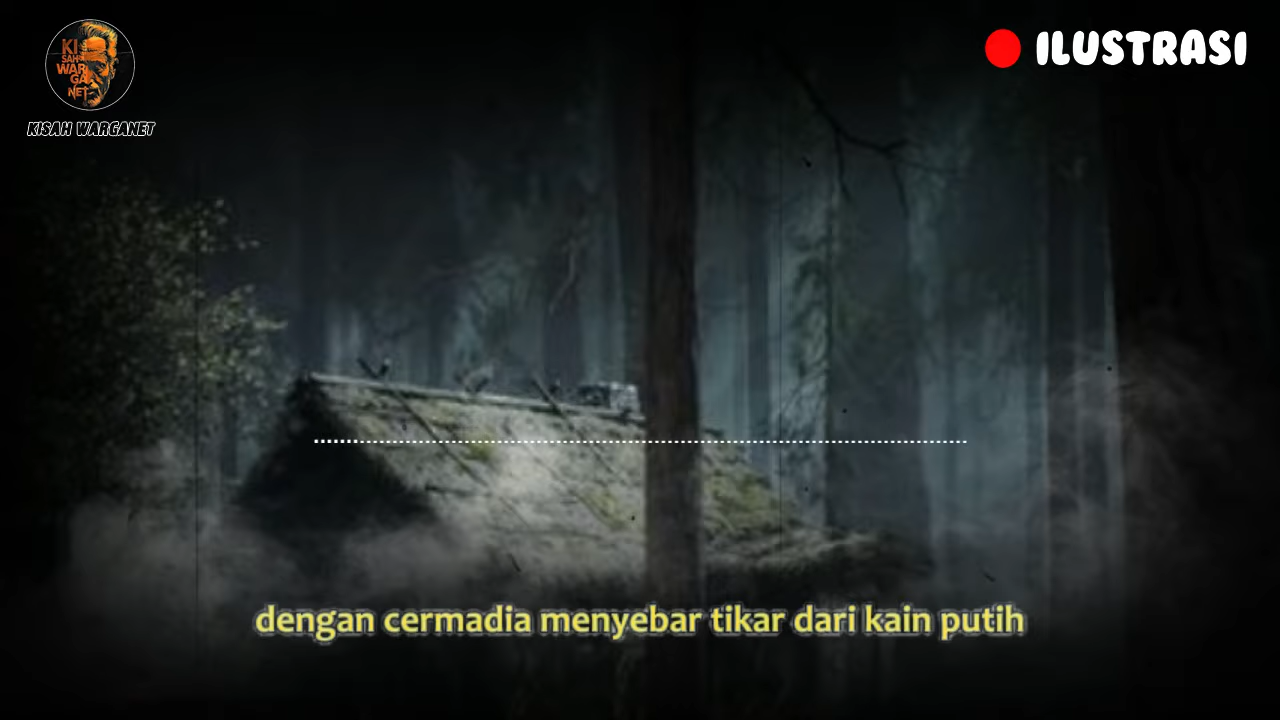 KI
SAH
WAR
GA
NET
KISAH WARGANET
ILUSTRASI
dengan cermadia menyebar tikar dari kain putih